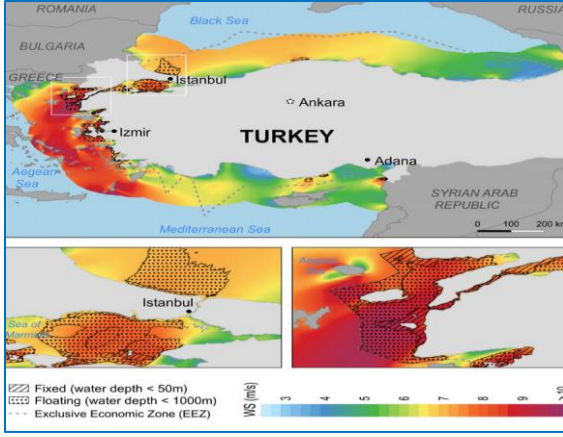 ROMANIA
RUSSIA
Black Sea
BULGARIA
GREECE
Istanbul
Ankara
Izmir
TURKEY
Adana
Aegean
Sea
SYRIAN ARAB
REPUBLIC
Mediterranean Sea
0 100 200 km
Istanbul
Sea of
Marmara
Fixed (water depth < 50m)
Floating (water depth < 1000m)
Exclusive Economic Zone (EEZ)
WS (m/s)
3
4
5
6
7
8
9